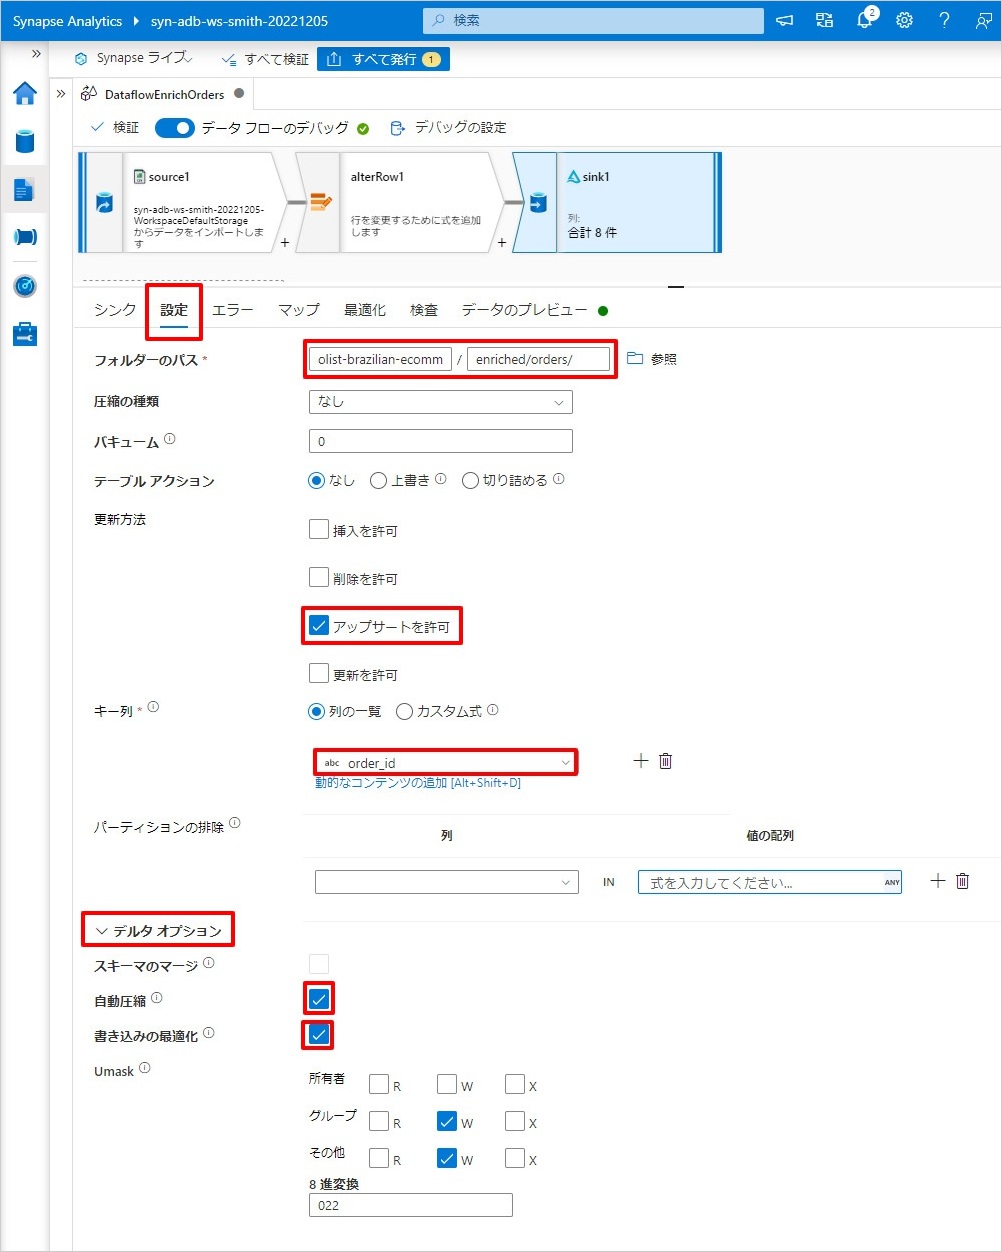 Synapse Analytics ▸ syn-adb-ws-smith-20221205
検索
2
Synapse ライブ
すべて検証
すべて発行 1
DataflowEnrichOrders
検証
データ フローのデバッグ
デバッグの設定
source1
syn-adb-ws-smith-20221205-
WorkspaceDefaultStorage
からデータをインポートしま
す
+
alterRow1
行を変更するために式を追加
します
+
sink1
列:
合計 8 件
シンク 設定 エラー マップ 最適化 検査 データのプレビュー
フォルダーのパス *
olist-brazilian-ecomm / enriched/orders/
参照
圧縮の種類
なし
バキューム
0
テーブル アクション
なし 上書き 切り詰める
更新方法
挿入を許可
削除を許可
アップサートを許可
更新を許可
キー列 *
列の一覧 カスタム式
abc order_id
動的なコンテンツの追加 [Alt+Shift+D]
パーティションの排除
列 値の配列
IN 式を入力してください... ANY
デルタ オプション
スキーマのマージ
自動圧縮
書き込みの最適化
Umask
所有者 R W X
グループ R W X
その他 R W X
8 進変換
022